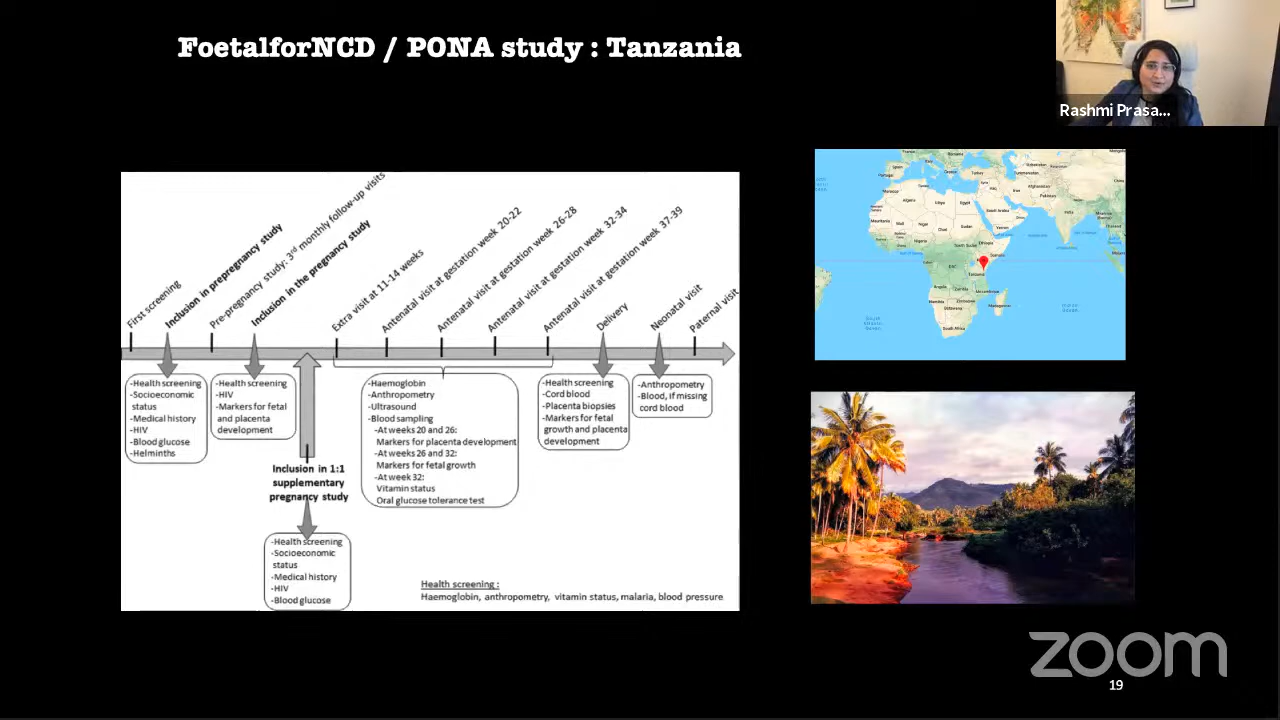 FoetalforNCD / PONA study : Tanzania
Rashmi Prasa...
First screening
Inclusion in prepregnancy study
Pre-pregnancy study: 3rd monthly follow-up visits
Inclusion in the pregnancy study
Extra visit at 11-14 weeks
Antenatal visit at gestation week 20-22
Antenatal visit at gestation week 26-28
Antenatal visit at gestation week 32-34
Antenatal visit at gestation week 37-39
Delivery
Neonatal visit
Paternal visit
-Health screening
-Socioeconomic
status
-Medical history
-HIV
-Blood glucose
-Helminths
-Health screening
-HIV
-Markers for fetal
and placenta
development
Inclusion in 1:1
supplementary
pregnancy study
-Health screening
-Socioeconomic
status
-Medical history
-HIV
-Blood glucose
-Haemoglobin
-Anthropometry
-Ultrasound
-Blood sampling
-At weeks 20 and 26:
Markers for placenta development
-At weeks 26 and 32:
Markers for fetal growth
-At week 32:
Vitamin status
Oral glucose tolerance test
-Health screening
-Cord blood
-Placenta biopsies
-Markers for fetal
growth and placenta
development
-Anthropometry
-Blood, if missing
cord blood
Health screening :
Haemoglobin, anthropometry, vitamin status, malaria, blood pressure
zoom
19